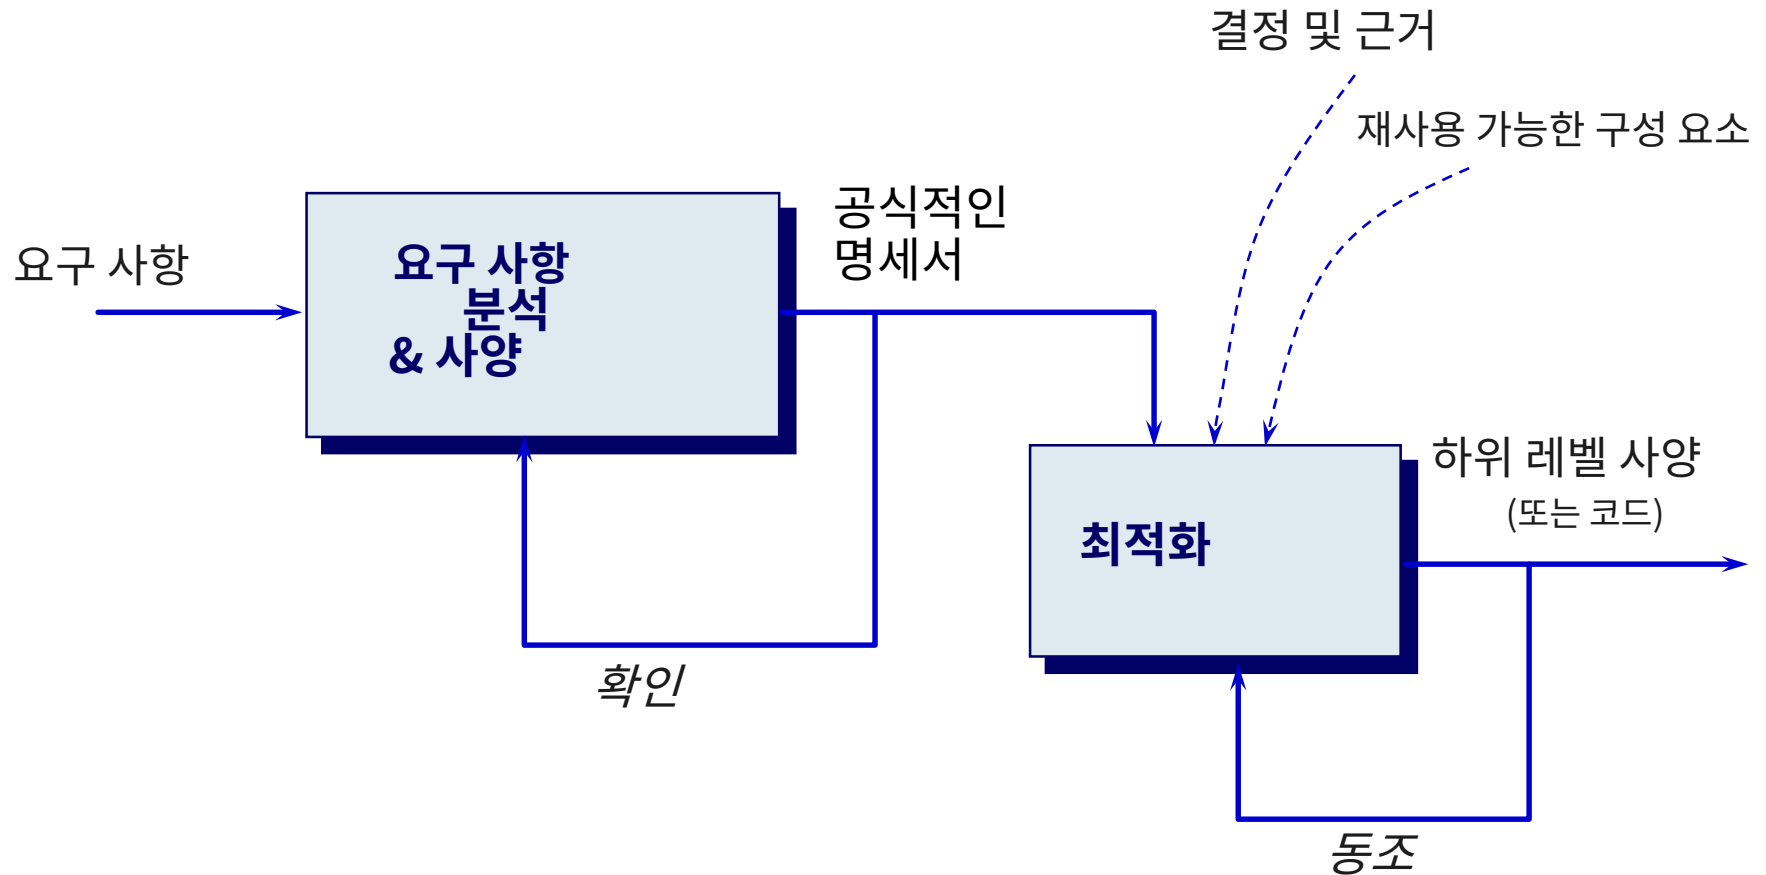 결정 및 근거
재사용 가능한 구성 요소
요구 사항
요구 사항
분석
& 사양
공식적인
명세서
하위 레벨 사양
(또는 코드)
최적화
확인
동조